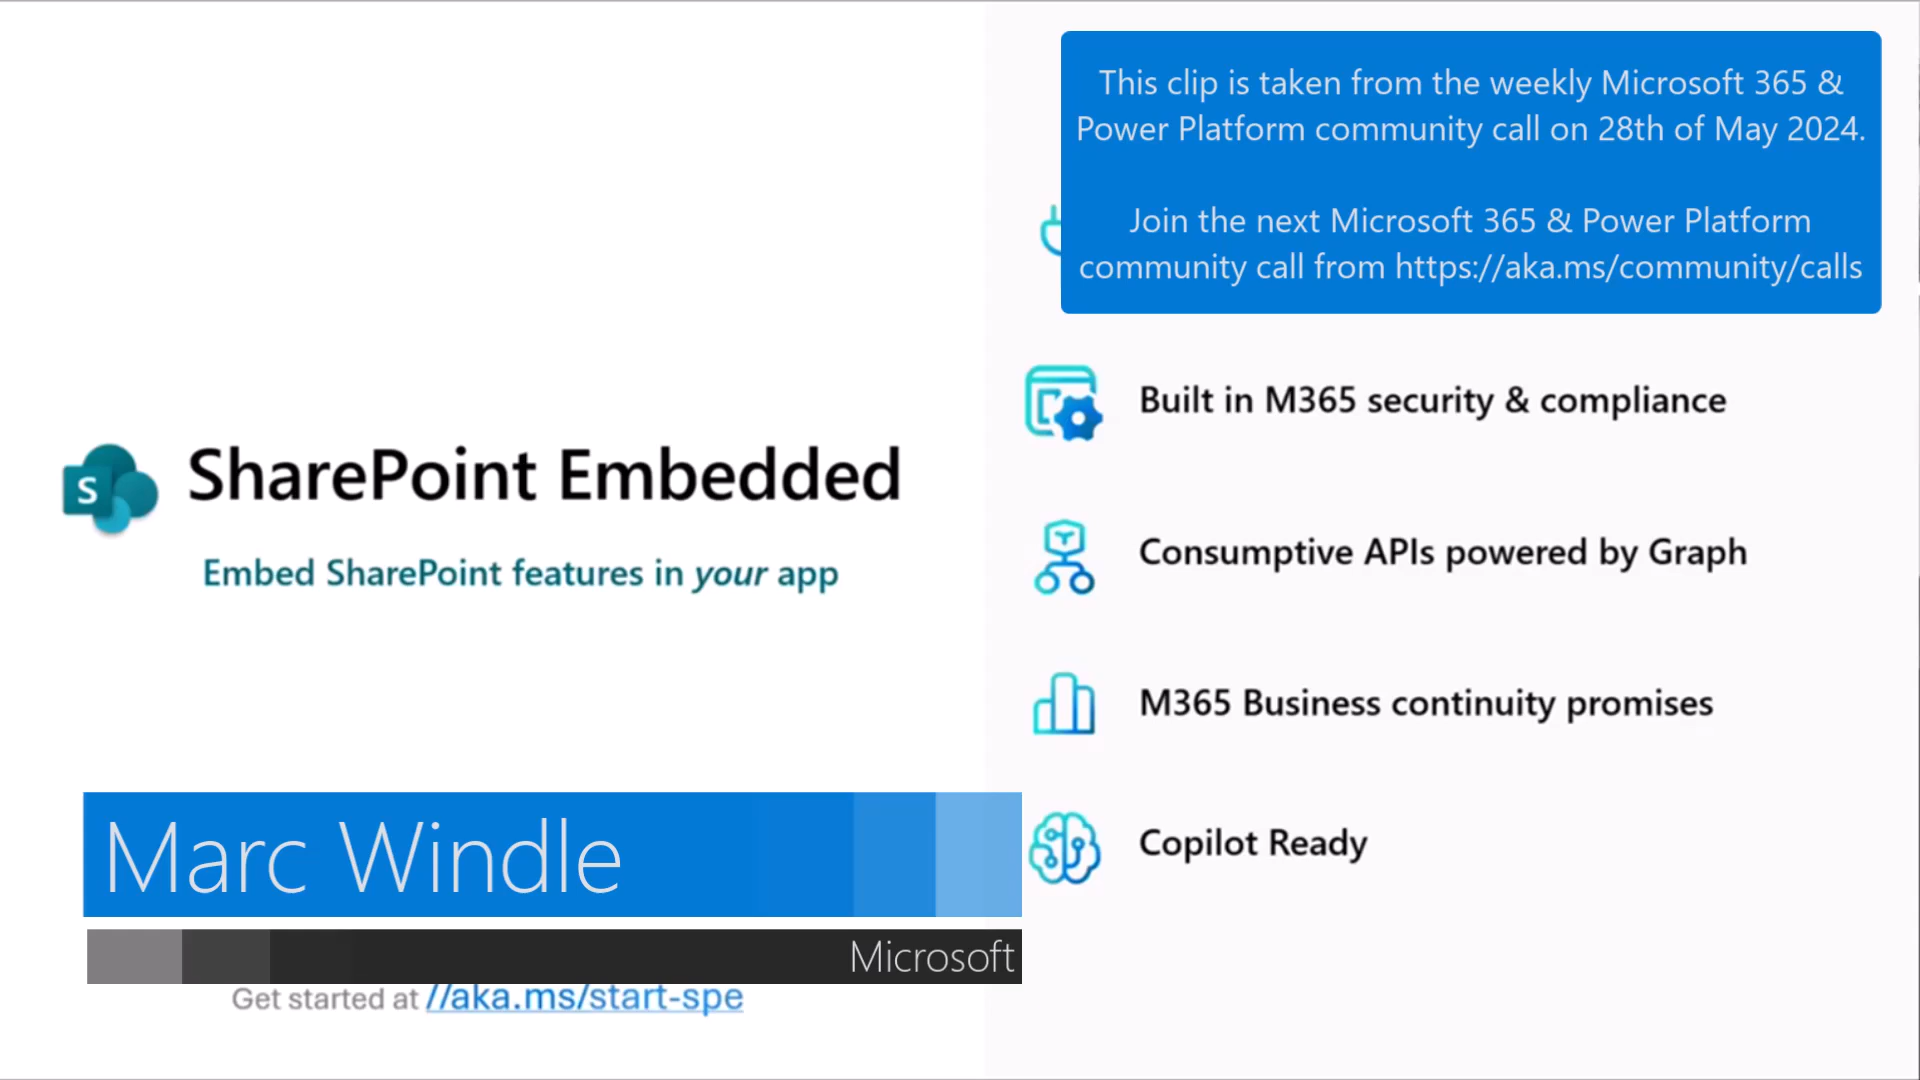 This clip is taken from the weekly Microsoft 365 &
Power Platform community call on 28th of May 2024.
Join the next Microsoft 365 & Power Platform
community call from https://aka.ms/community/calls
Built in M365 security & compliance
S
SharePoint Embedded
Embed SharePoint features in your app
Consumptive APIs powered by Graph
M365 Business continuity promises
Copilot Ready
Marc Windle
Microsoft
Get started at //aka.ms/start-spe